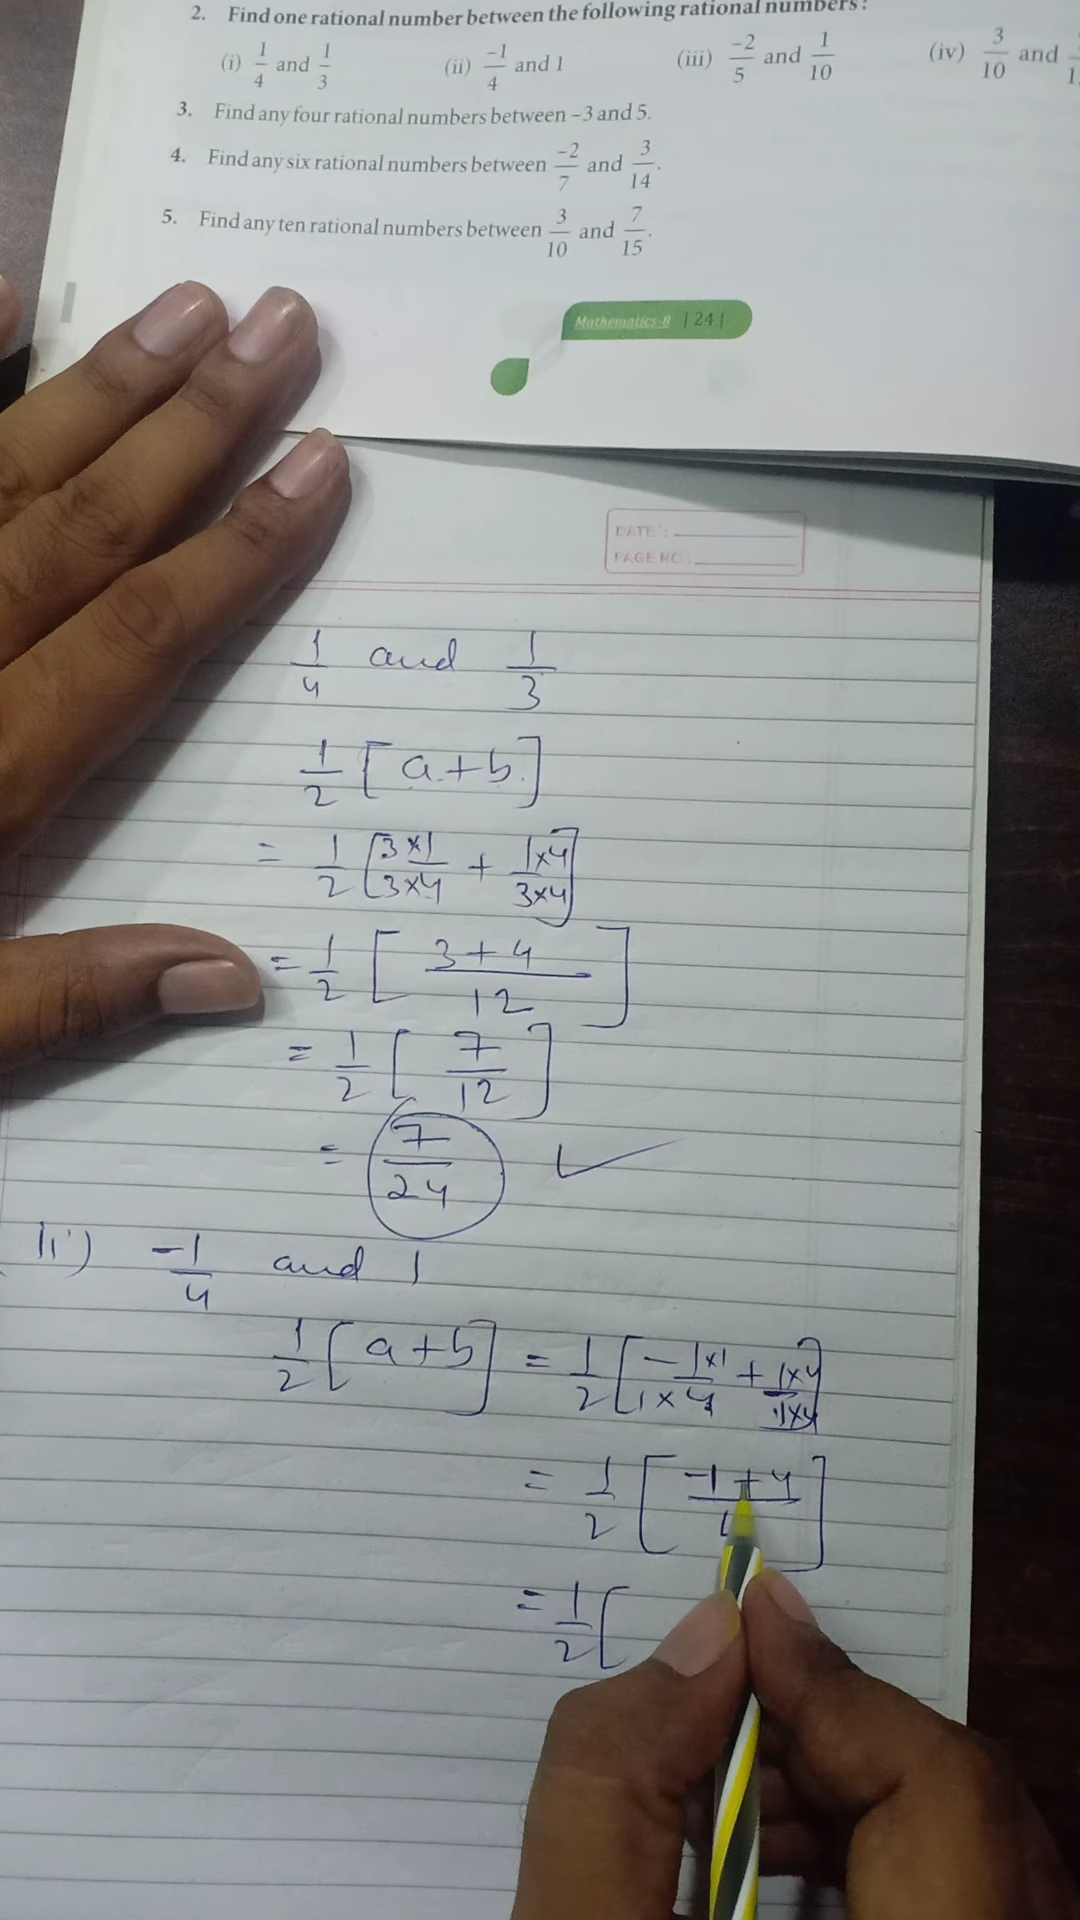 2. Find one rational number between the following rational numbers:
(i) 1/4 and 1/3 (ii) -1/4 and 1 (iii) -2/5 and 1/10 (iv) 3/10 and
3. Find any four rational numbers between -3 and 5.
4. Find any six rational numbers between -2/7 and 3/14.
5. Find any ten rational numbers between 3/10 and 7/15.
Mathematics-8 | 24 |
DATE :
PAGE NO :
1/4 and 1/3
1/2 [a+b]
= 1/2 [3×1/3×4 + 1×4/3×4]
= 1/2 [3+4/12]
= 1/2 [7/12]
= 7/24 ✓
ii) -1/4 and 1
1/2 [a+b] = 1/2 [-1×1/1×4 + 1×4/1×4]
= 1/2 [-1+4/]
= 1/2 [